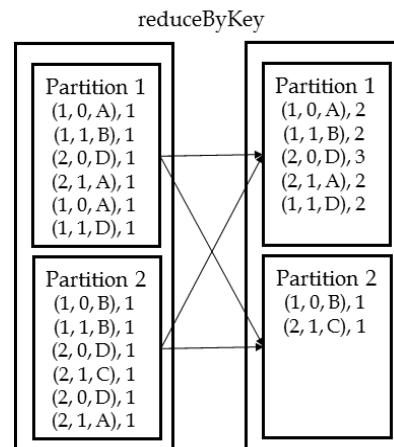 reduceByKey
Partition 1
(1, 0, A), 1
(1, 1, B), 1
(2, 0, D), 1
(2, 1, A), 1
(1, 0, A), 1
(1, 1, D), 1
Partition 2
(1, 0, B), 1
(1, 1, B), 1
(2, 0, D), 1
(2, 1, C), 1
(2, 0, D), 1
(2, 1, A), 1
Partition 1
(1, 0, A), 2
(1, 1, B), 2
(2, 0, D), 3
(2, 1, A), 2
(1, 1, D), 2
Partition 2
(1, 0, B), 1
(2, 1, C), 1